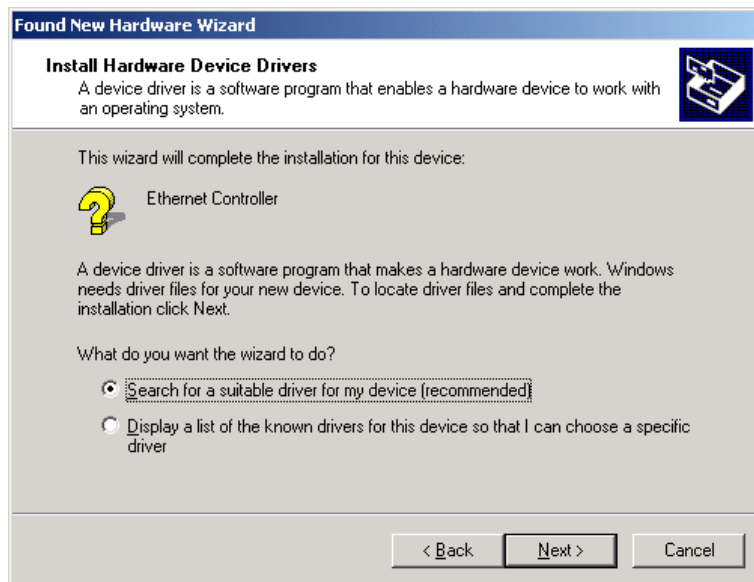 Found New Hardware Wizard
Install Hardware Device Drivers
A device driver is a software program that enables a hardware device to work with
an operating system.
This wizard will complete the installation for this device:
Ethernet Controller
A device driver is a software program that makes a hardware device work. Windows
needs driver files for your new device. To locate driver files and complete the
installation click Next.
What do you want the wizard to do?
Search for a suitable driver for my device (recommended)
Display a list of the known drivers for this device so that I can choose a specific
driver
< Back
Next >
Cancel